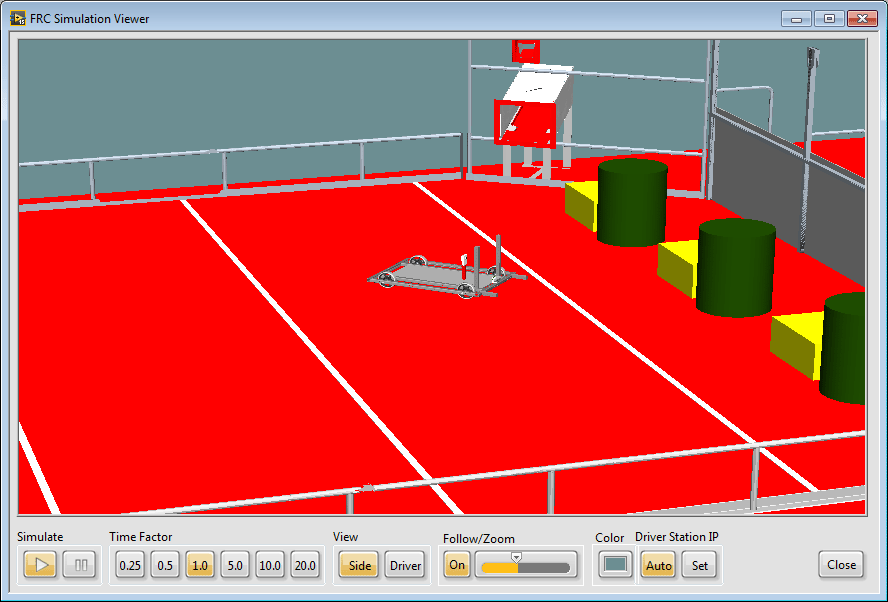 FRC Simulation Viewer
Simulate Time Factor View Follow/Zoom Color Driver Station IP
0.25 0.5 1.0 5.0 10.0 20.0 Side Driver On Auto Set Close